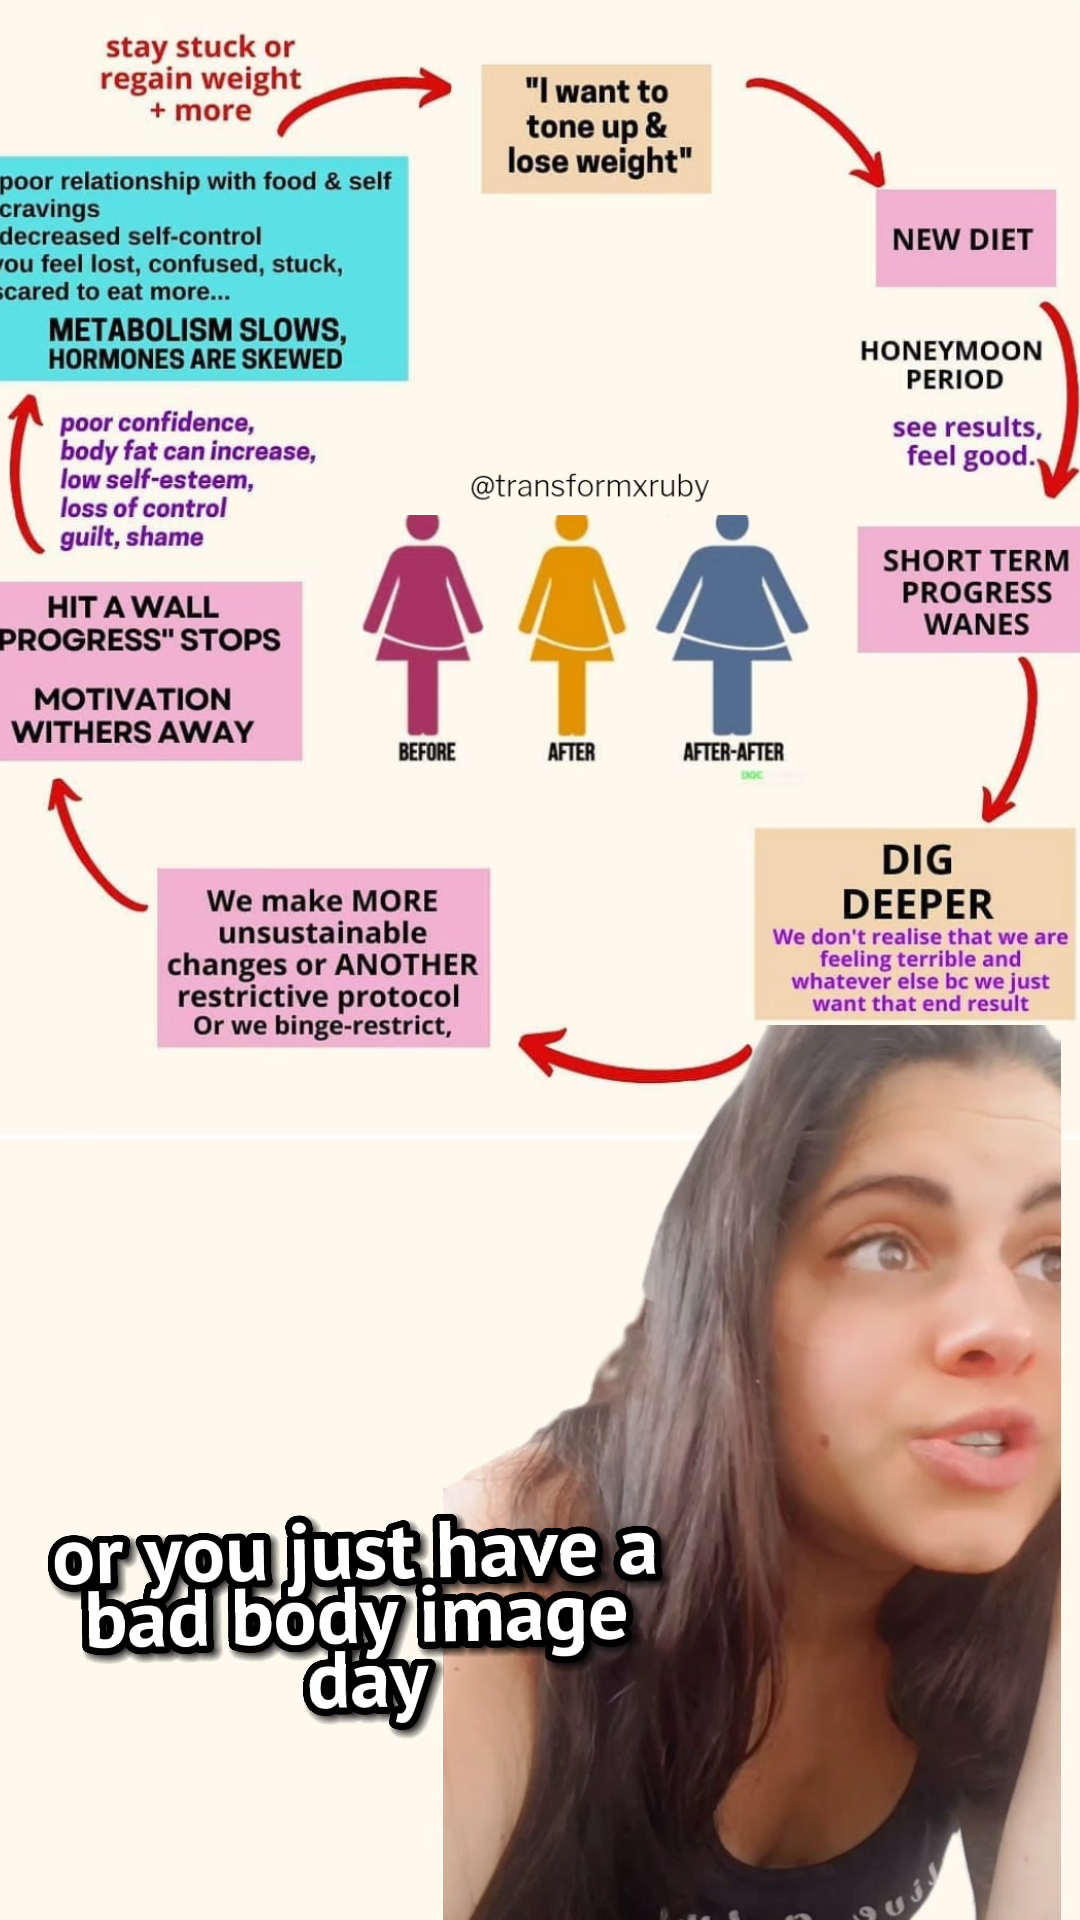 stay stuck or
regain weight
+ more
"I want to
tone up &
lose weight"
NEW DIET
HONEYMOON
PERIOD
see results,
feel good.
SHORT TERM
PROGRESS
WANES
DIG
DEEPER
We don't realise that we are
feeling terrible and
whatever else bc we just
want that end result
We make MORE
unsustainable
changes or ANOTHER
restrictive protocol
Or we binge-restrict,
HIT A WALL
PROGRESS" STOPS
MOTIVATION
WITHERS AWAY
poor confidence,
body fat can increase,
low self-esteem,
loss of control
guilt, shame
poor relationship with food & self
cravings
decreased self-control
you feel lost, confused, stuck,
scared to eat more...
METABOLISM SLOWS,
HORMONES ARE SKEWED
@transformxruby
BEFORE
AFTER
AFTER-AFTER
DOC
or you just have a
bad body image
day